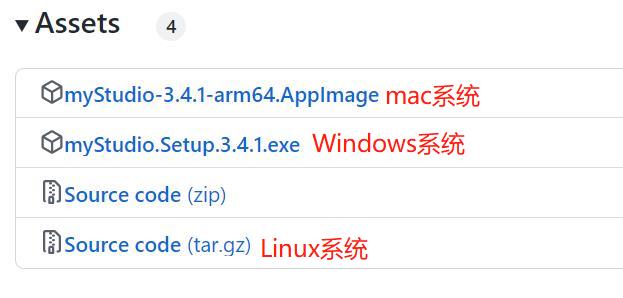 Assets 4
myStudio-3.4.1-arm64.AppImage mac系统
myStudio.Setup.3.4.1.exe Windows系统
Source code (zip)
Source code (tar.gz) Linux系统